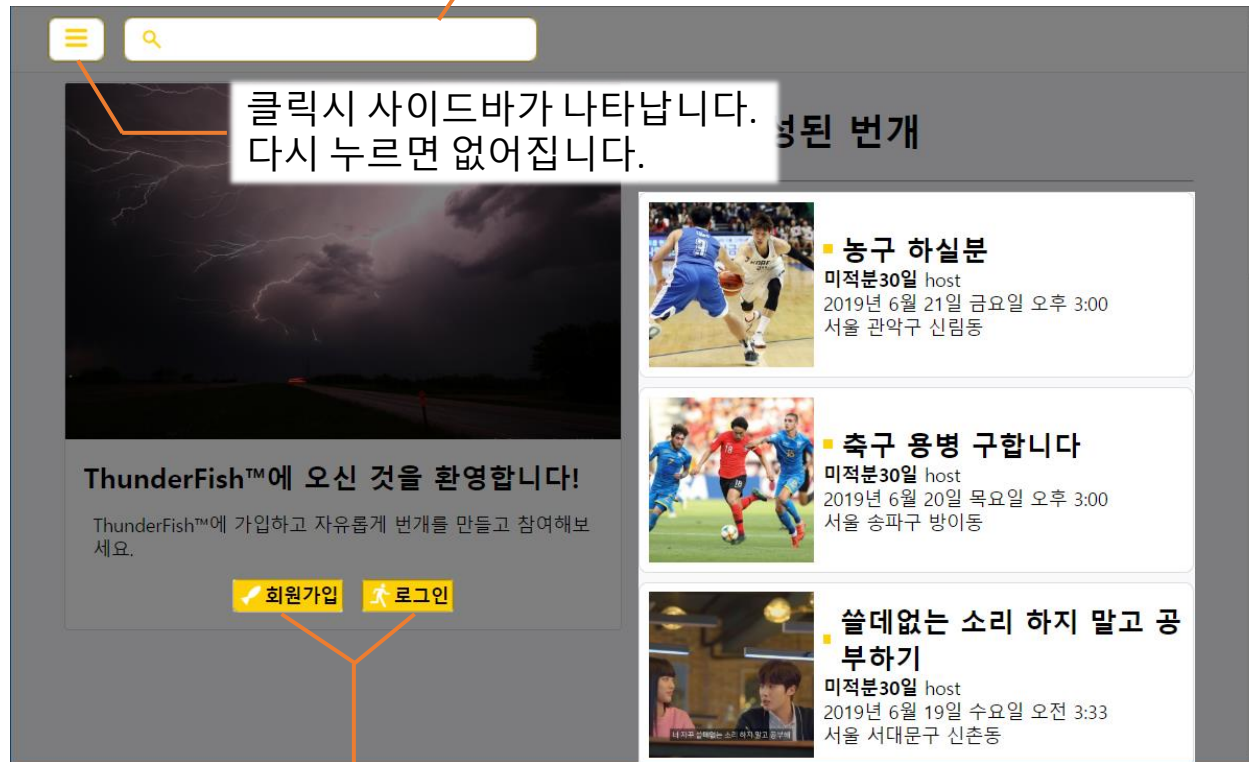 클릭시 사이드바가 나타납니다.
다시 누르면 없어집니다.
성된 번개
농구 하실분
미적분30일 host
2019년 6월 21일 금요일 오후 3:00
서울 관악구 신림동
축구 용병 구합니다
미적분30일 host
2019년 6월 20일 목요일 오후 3:00
서울 송파구 방이동
쓸데없는 소리 하지 말고 공
부하기
미적분30일 host
2019년 6월 19일 수요일 오전 3:33
서울 서대문구 신촌동
ThunderFish™에 오신 것을 환영합니다!
ThunderFish™에 가입하고 자유롭게 번개를 만들고 참여해보
세요.
회원가입 로그인